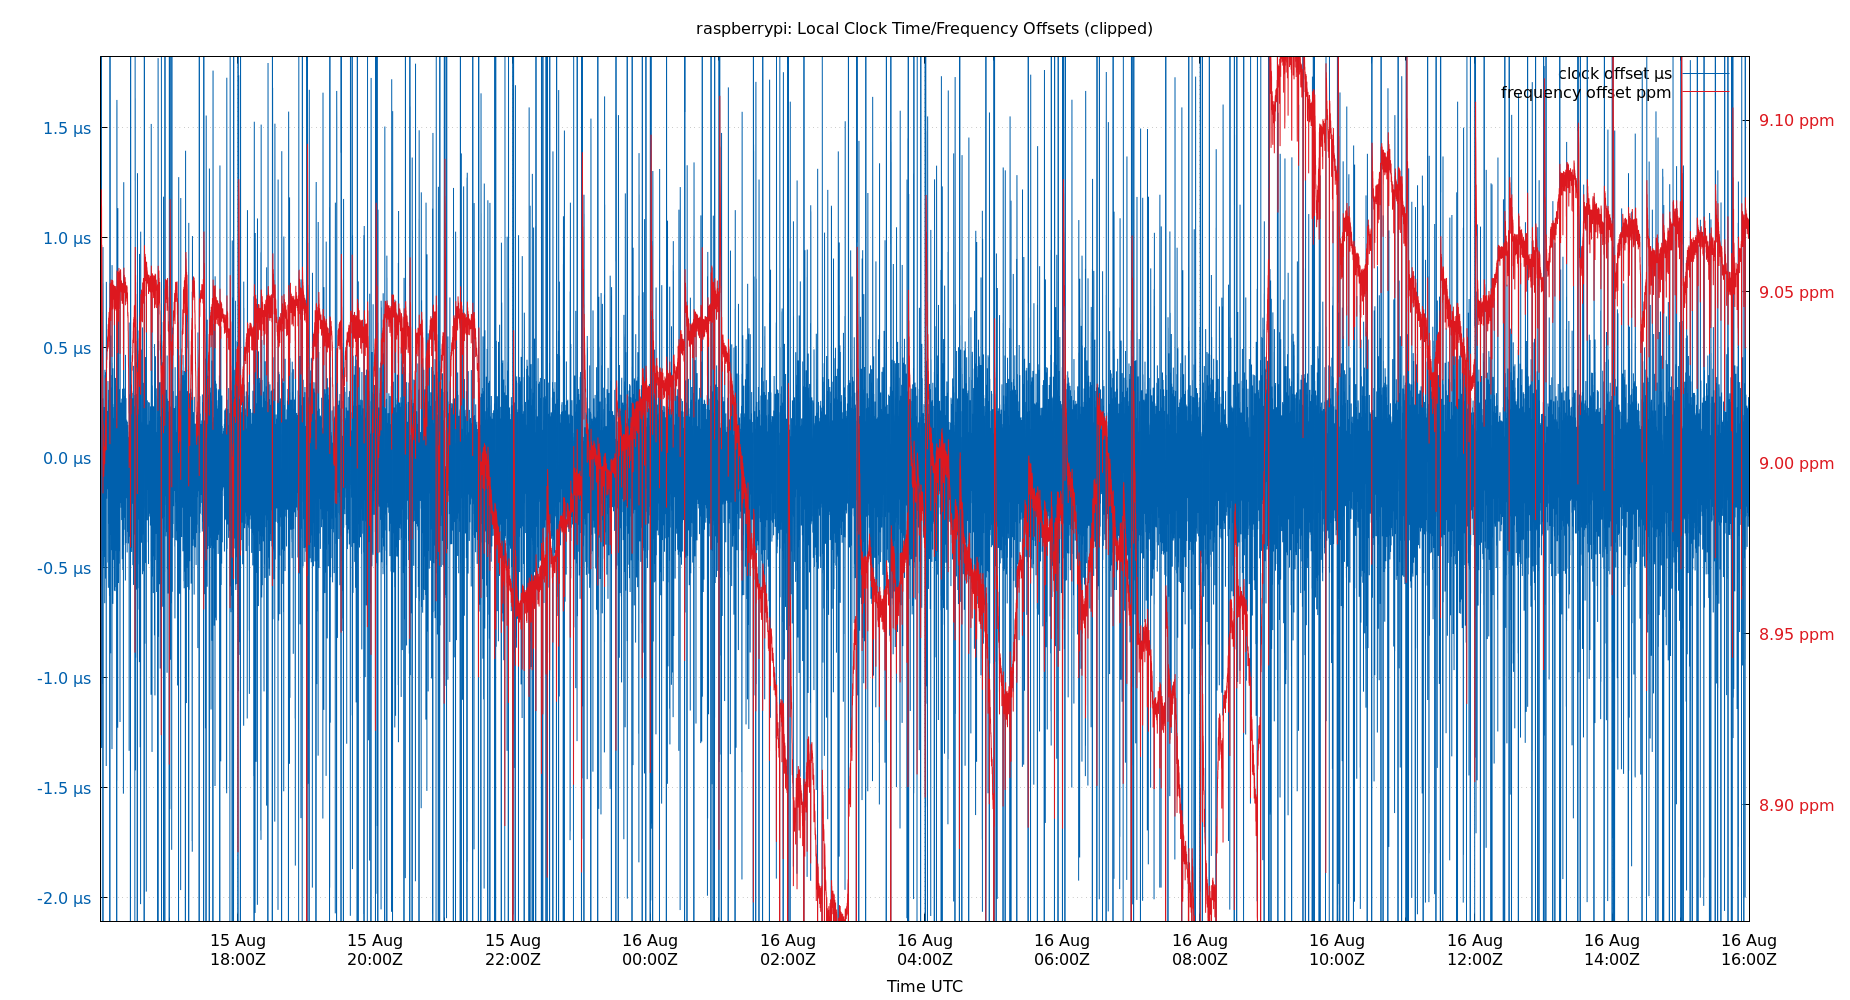 raspberrypi: Local Clock Time/Frequency Offsets (clipped)
clock offset µs
frequency offset ppm
1.5 µs
1.0 µs
0.5 µs
0.0 µs
-0.5 µs
-1.0 µs
-1.5 µs
-2.0 µs
9.10 ppm
9.05 ppm
9.00 ppm
8.95 ppm
8.90 ppm
15 Aug 15 Aug 15 Aug 16 Aug 16 Aug 16 Aug 16 Aug 16 Aug 16 Aug 16 Aug 16 Aug 16 Aug
18:00Z 20:00Z 22:00Z 00:00Z 02:00Z 04:00Z 06:00Z 08:00Z 10:00Z 12:00Z 14:00Z 16:00Z
Time UTC